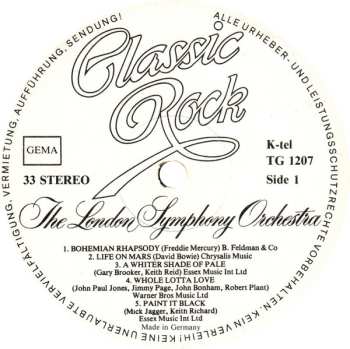 ALLE URHEBER- UND LEISTUNGSSCHUTZRECHTE VORBEHALTEN. KEIN VERLEIH! KEINE UNERLAUBTE VERVIELFÄLTIGUNG. VERMIETUNG, AUFFÜHRUNG, SENDUNG!
Classic
Rock
GEMA
K-tel
TG 1207
33 STEREO
Side 1
The London Symphony Orchestra
1. BOHEMIAN RHAPSODY (Freddie Mercury) B. Feldman & Co
2. LIFE ON MARS (David Bowie) Chrysalis Music
3. A WHITER SHADE OF PALE
(Gary Brooker, Keith Reid) Essex Music Int Ltd
4. WHOLE LOTTA LOVE
(John Paul Jones, Jimmy Page, John Bonham, Robert Plant)
Warner Bros Music Ltd
5. PAINT IT BLACK
(Mick Jagger, Keith Richard)
Essex Music Int Ltd
Made in Germany